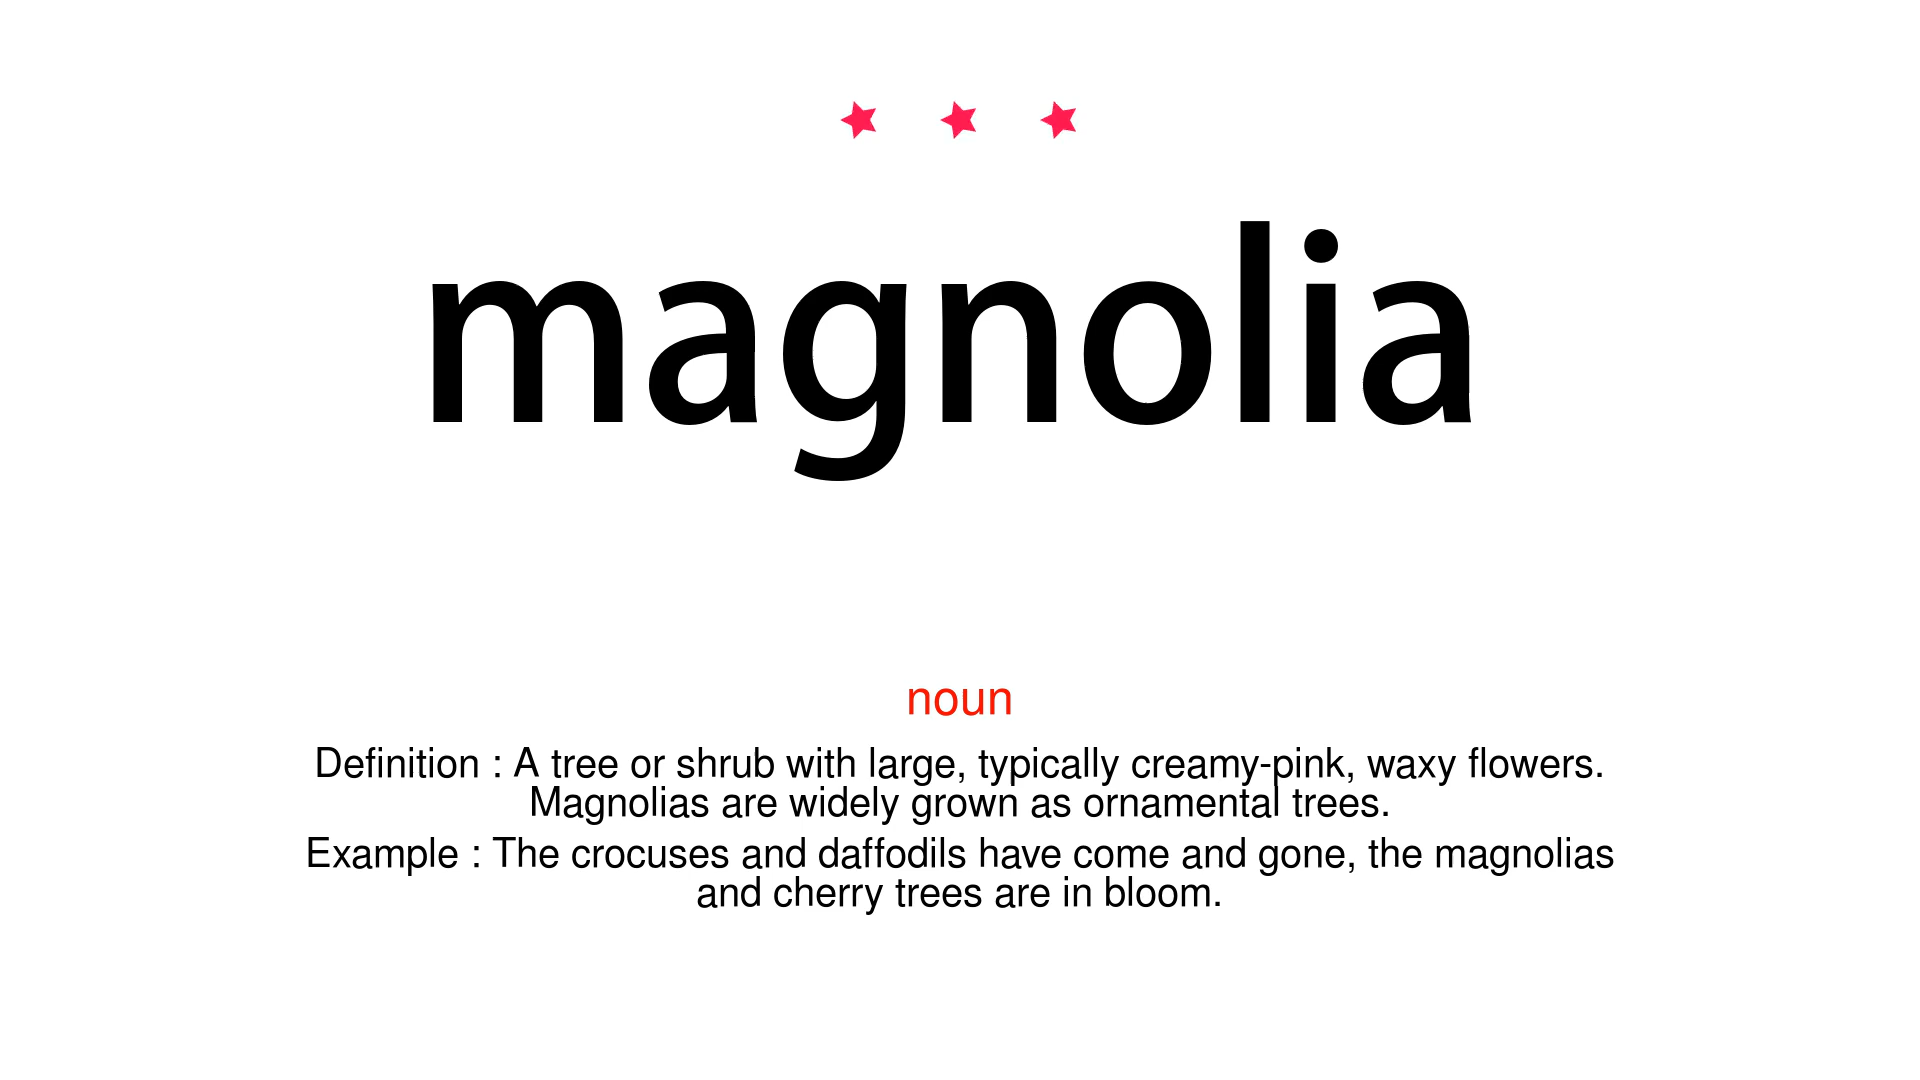 magnolia
noun
Definition : A tree or shrub with large, typically creamy-pink, waxy flowers.
Magnolias are widely grown as ornamental trees.
Example : The crocuses and daffodils have come and gone, the magnolias
and cherry trees are in bloom.